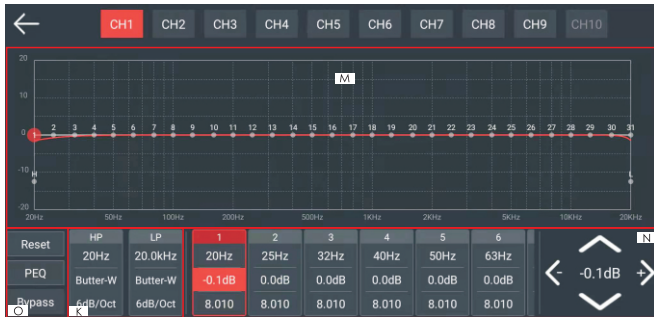 CH1 CH2 CH3 CH4 CH5 CH6 CH7 CH8 CH9 CH10
20
M
10
1 2 3 4 5 6 7 8 9 10 11 12 13 14 15 16 17 18 19 20 21 22 23 24 25 26 27 28 29 30 31
0
-10 H L
-20
20Hz 50Hz 100Hz 200Hz 500Hz 1KHz 2KHz 5KHz 10KHz 20KHz
Reset HP LP 1 2 3 4 5 6 N
20Hz 20.0kHz 20Hz 25Hz 32Hz 40Hz 50Hz 63Hz
PEQ Butter-W Butter-W -0.1dB 0.0dB 0.0dB 0.0dB 0.0dB 0.0dB - -0.1dB +
Bypass 6dB/Oct 6dB/Oct 8.010 8.010 8.010 8.010 8.010 8.010
O K